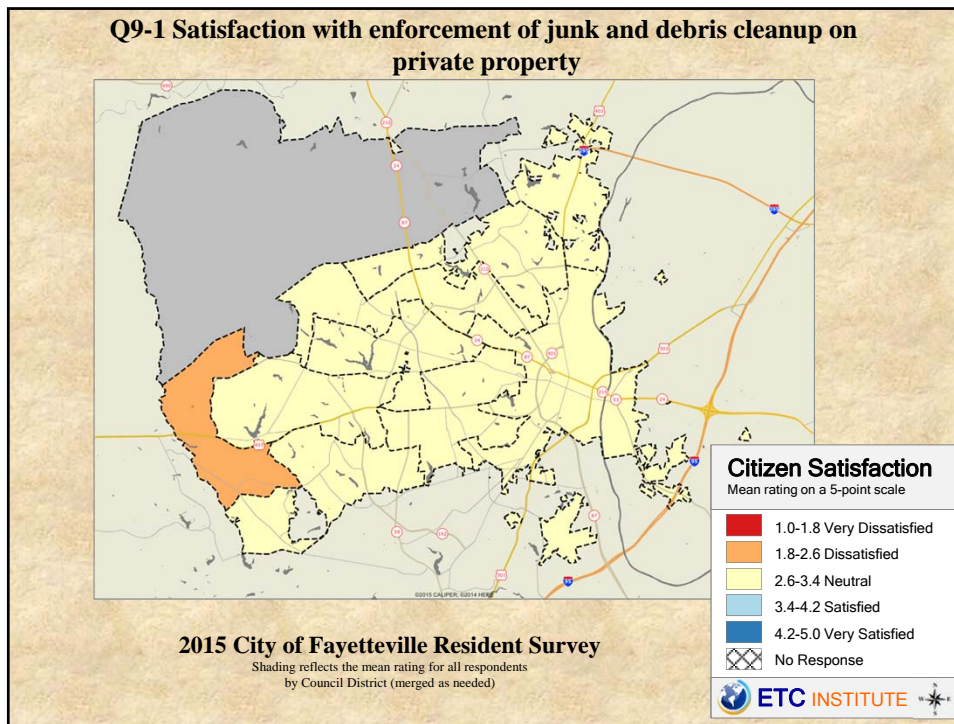 Q9-1 Satisfaction with enforcement of junk and debris cleanup on
private property
295
295
95
95
©2015 CALIPER; ©2014 HERE
Citizen Satisfaction
Mean rating on a 5-point scale
1.0-1.8 Very Dissatisfied
1.8-2.6 Dissatisfied
2.6-3.4 Neutral
3.4-4.2 Satisfied
4.2-5.0 Very Satisfied
No Response
2015 City of Fayetteville Resident Survey
Shading reflects the mean rating for all respondents
by Council District (merged as needed)
ETC INSTITUTE